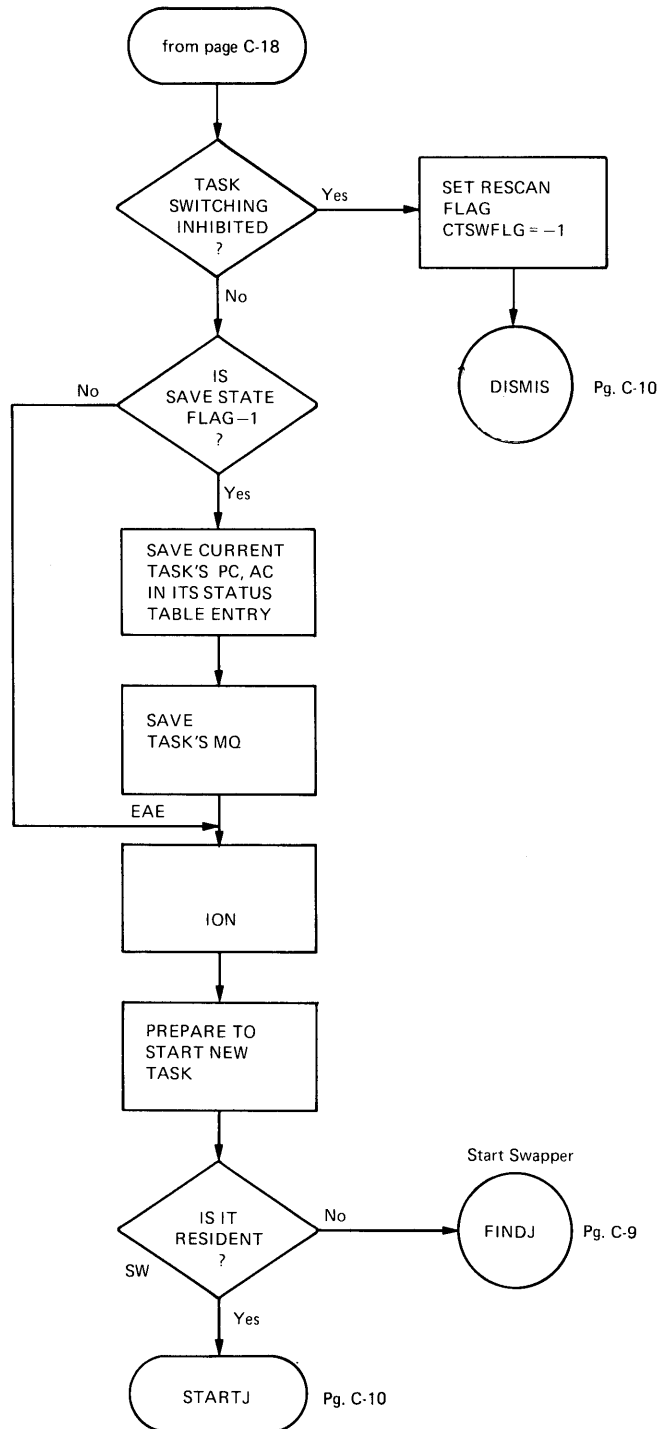 from page C-18
TASK
SWITCHING
INHIBITED
?
Yes
SET RESCAN
FLAG
CTSWFLG = −1
No
DISMIS
Pg. C-10
IS
SAVE STATE
FLAG−1
?
No
Yes
SAVE CURRENT
TASK'S PC, AC
IN ITS STATUS
TABLE ENTRY
SAVE
TASK'S MQ
EAE
ION
PREPARE TO
START NEW
TASK
Start Swapper
IS IT
RESIDENT
?
No
FINDJ
Pg. C-9
SW
Yes
STARTJ
Pg. C-10